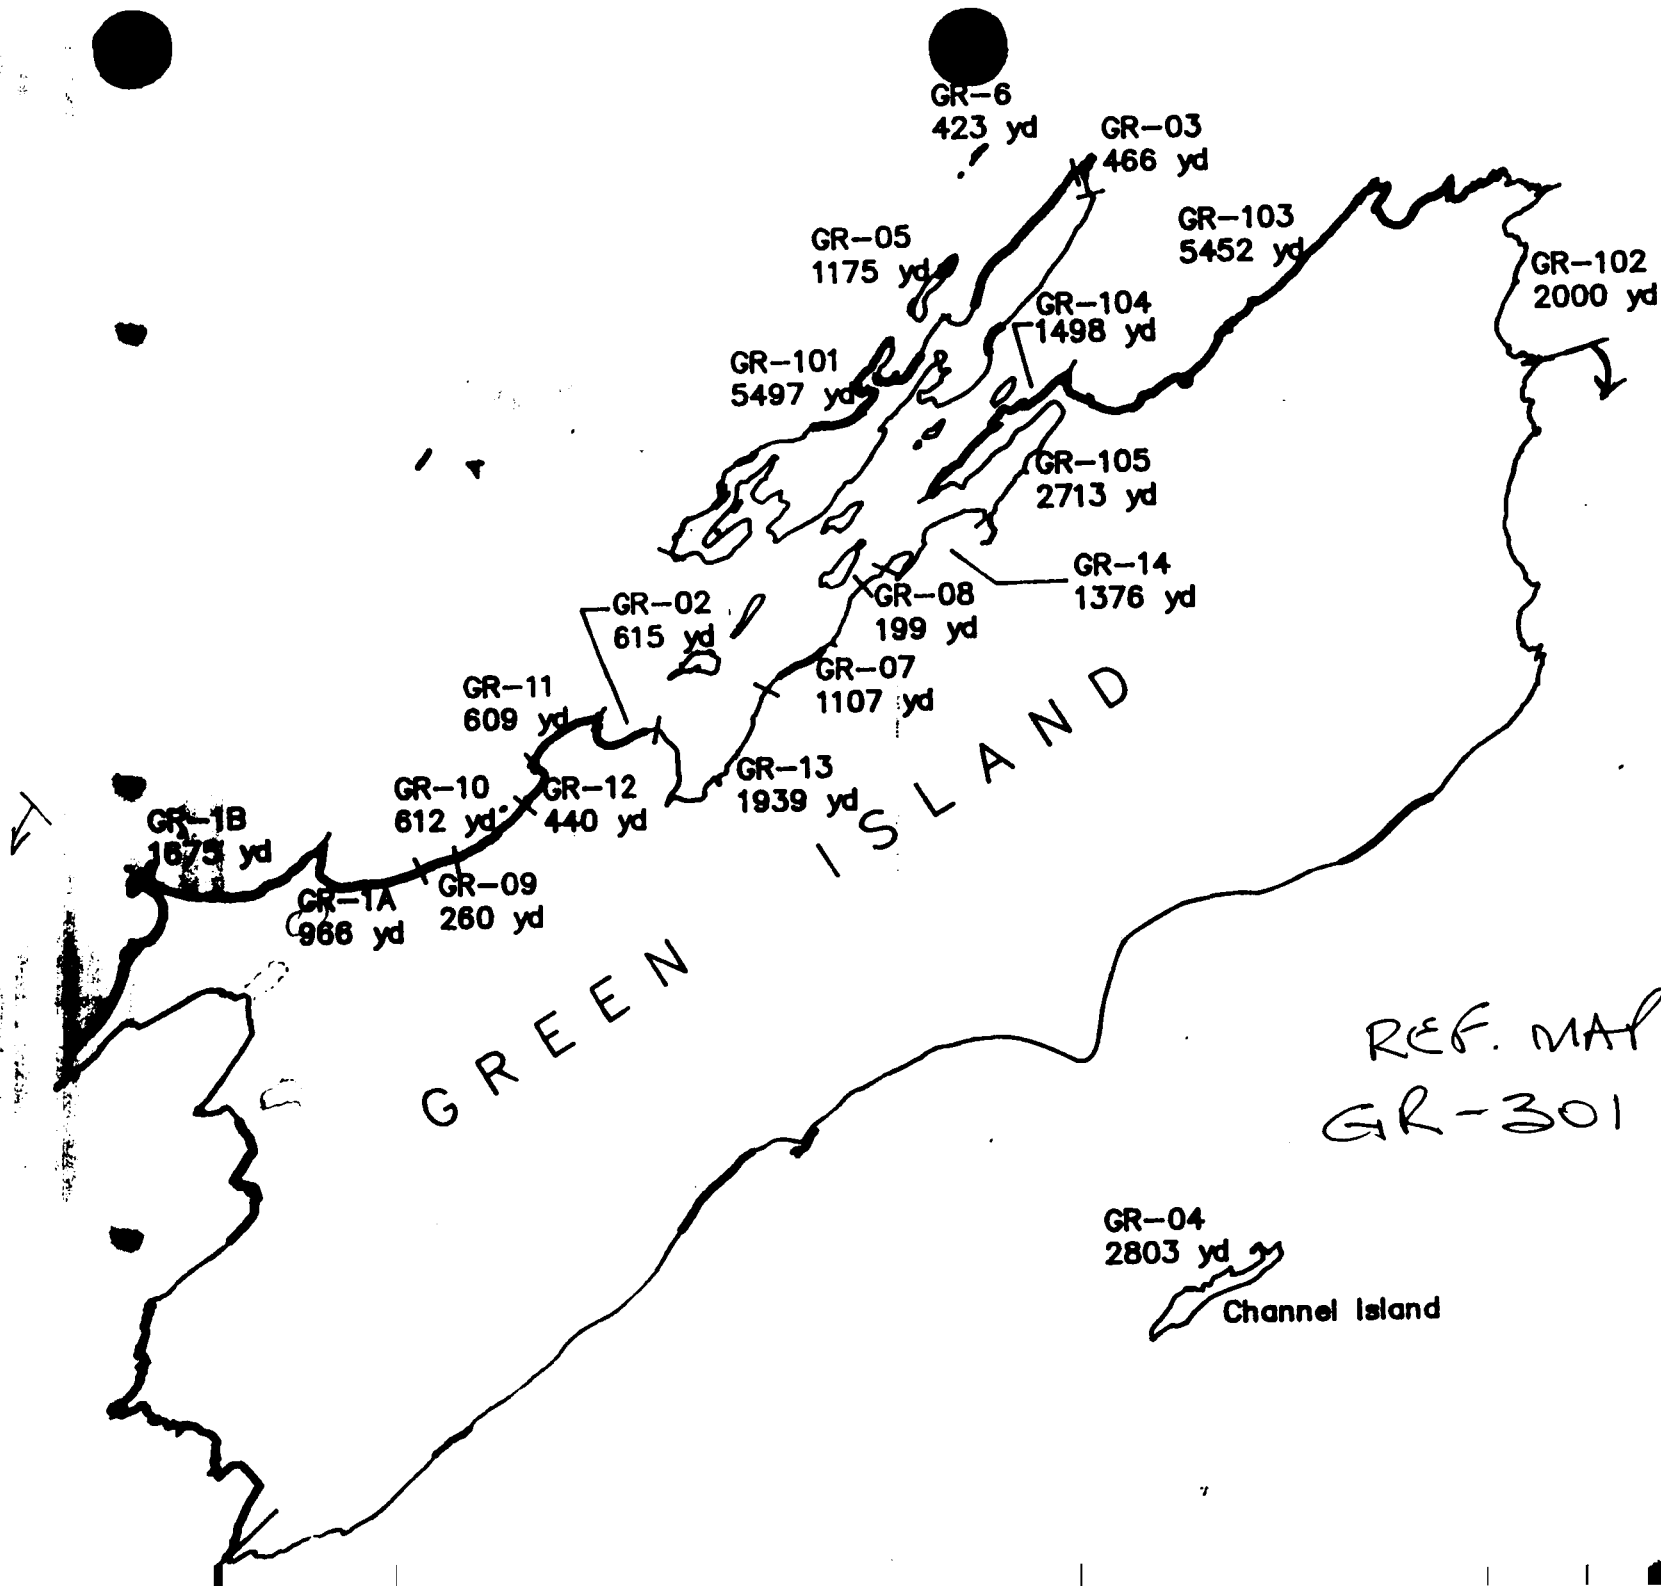 GR-6
423 yd
GR-03
466 yd
GR-05
1175 yd
GR-103
5452 yd
GR-102
2000 yd
GR-104
1498 yd
GR-101
5497 yd
GR-105
2713 yd
GR-14
1376 yd
GR-08
199 yd
GR-02
615 yd
GR-07
1107 yd
GR-11
609 yd
GR-13
1939 yd
GR-10
612 yd
GR-12
440 yd
GR-1B
1675 yd
GR-1A
966 yd
GR-09
260 yd
GREEN ISLAND
REF. MAP
GR-301
GR-04
2803 yd
Channel Island